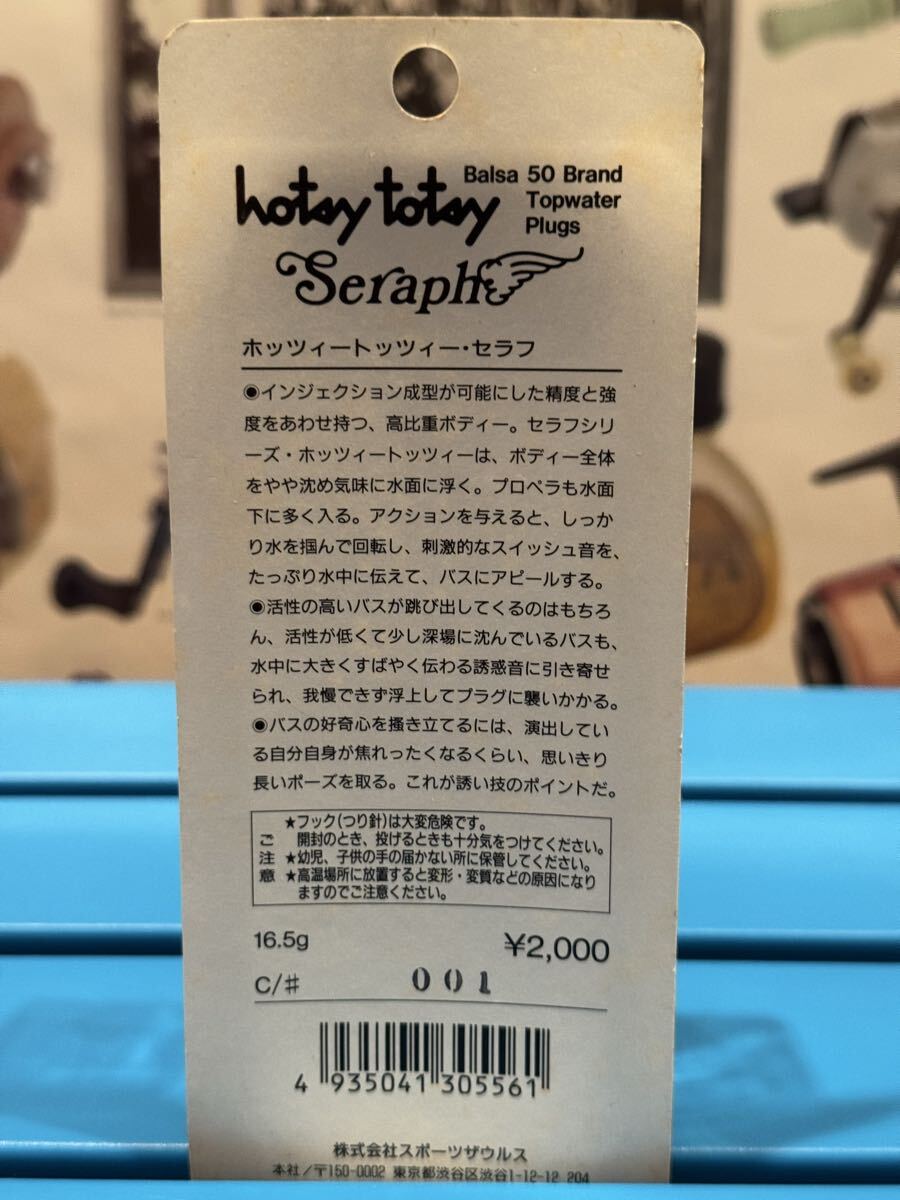 hotsy totsy Balsa 50 Brand
Topwater
Plugs
Seraph
ホッツィートッツィー・セラフ
◉インジェクション成型が可能にした精度と強
度をあわせ持つ、高比重ボディー。セラフシリ
ーズ・ホッツィートッツィーは、ボディー全体
をやや沈め気味に水面に浮く。プロペラも水面
下に多く入る。アクションを与えると、しっか
り水を掴んで回転し、刺激的なスイッシュ音を、
たっぷり水中に伝えて、バスにアピールする。
◉活性の高いバスが跳び出してくるのはもちろ
ん、活性が低くて少し深場に沈んでいるバスも、
水中に大きくすばやく伝わる誘惑音に引き寄せ
られ、我慢できず浮上してプラグに襲いかかる。
◉バスの好奇心を掻き立てるには、演出してい
る自分自身が焦れったくなるくらい、思いきり
長いポーズを取る。これが誘い技のポイントだ。
ご注意
★フック(つり針)は大変危険です。
開封のとき、投げるときも十分気をつけてください。
★幼児、子供の手の届かない所に保管してください。
★高温場所に放置すると変形・変質などの原因になり
ますのでご注意ください。
16.5g ¥2,000
C/# 001
4 935041 305561
株式会社スポーツザウルス
本社/〒150-0002 東京都渋谷区渋谷1-12-12 204